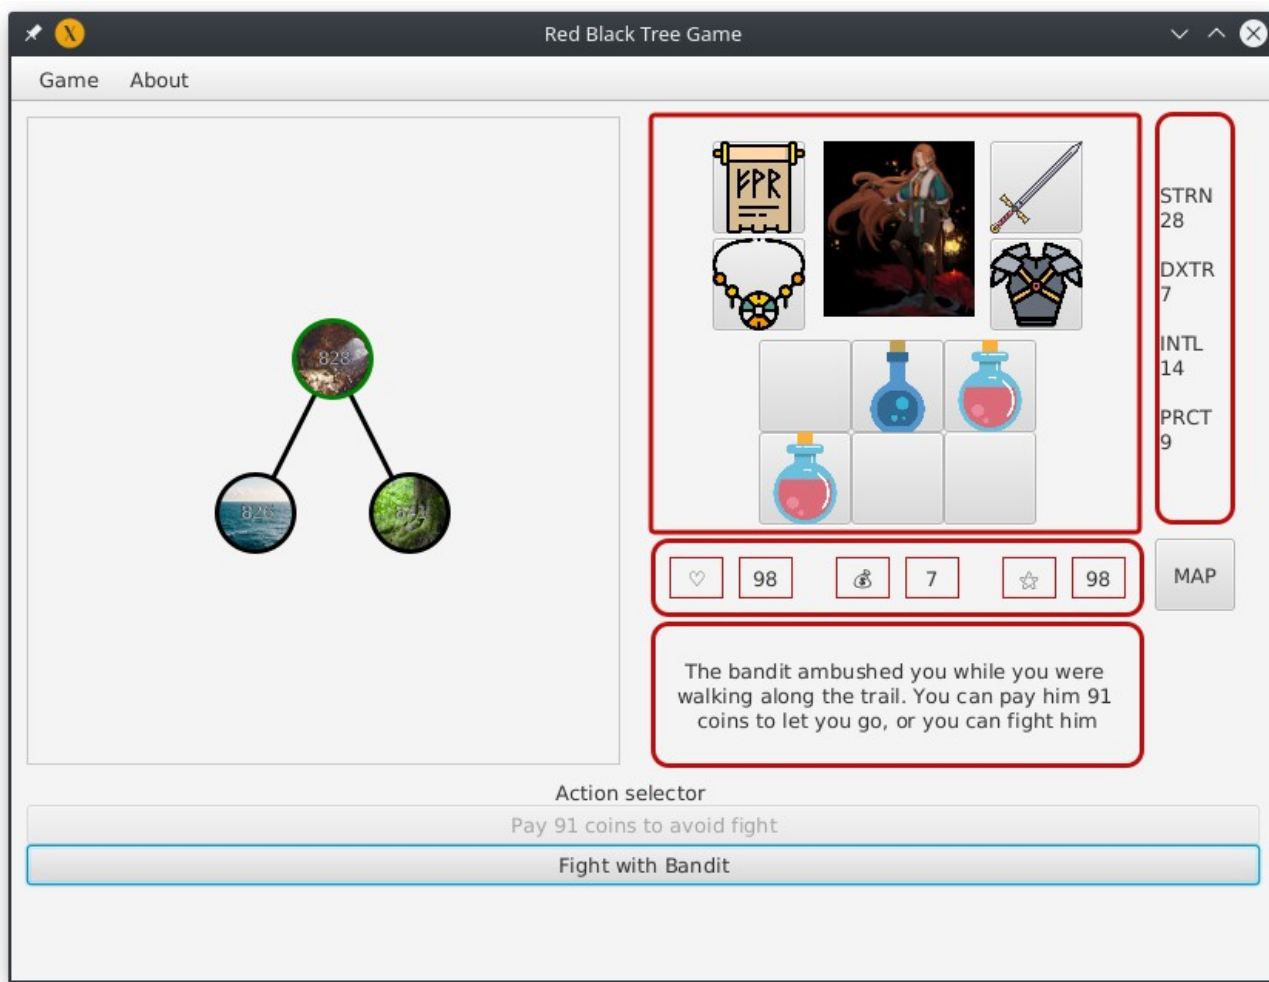 Red Black Tree Game
Game About
828
826
STRN
28
DXTR
7
INTL
14
PRCT
9
98 7 98
MAP
The bandit ambushed you while you were
walking along the trail. You can pay him 91
coins to let you go, or you can fight him
Action selector
Pay 91 coins to avoid fight
Fight with Bandit